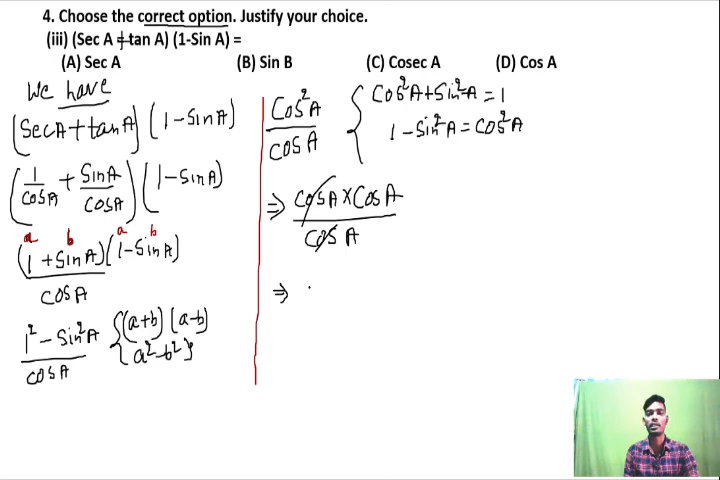 4. Choose the correct option. Justify your choice.
(iii) (Sec A + tan A) (1-Sin A) =
(A) Sec A (B) Sin B (C) Cosec A (D) Cos A
We have
(SecA + tanA) (1 - SinA)
(1/CosA + SinA/COSA) (1 - SinA)
a b a b
(1 + SinA) (1 - SinA) / COSA
1² - Sin²A / COSA {(a+b) (a-b)
{a² - b²}
Cos²A / COSA
{ Cos²A + Sin²A = 1
1 - Sin²A = COS²A
⇒ COSA × COSA / COSA
⇒ .